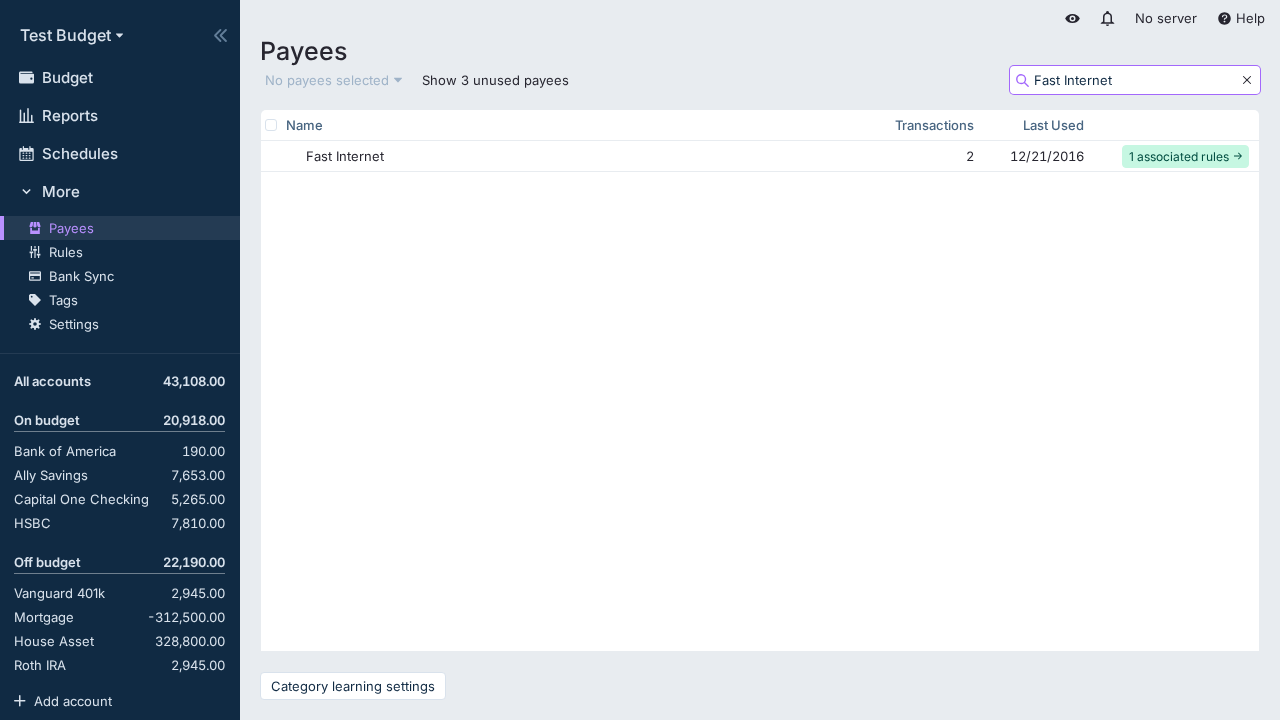 Test Budget
Budget
Reports
Schedules
More
Payees
Rules
Bank Sync
Tags
Settings
All accounts 43,108.00
On budget 20,918.00
Bank of America 190.00
Ally Savings 7,653.00
Capital One Checking 5,265.00
HSBC 7,810.00
Off budget 22,190.00
Vanguard 401k 2,945.00
Mortgage -312,500.00
House Asset 328,800.00
Roth IRA 2,945.00
Add account
No server Help
Payees
No payees selected Show 3 unused payees Fast Internet
Name Transactions Last Used
Fast Internet 2 12/21/2016 1 associated rules →
Category learning settings